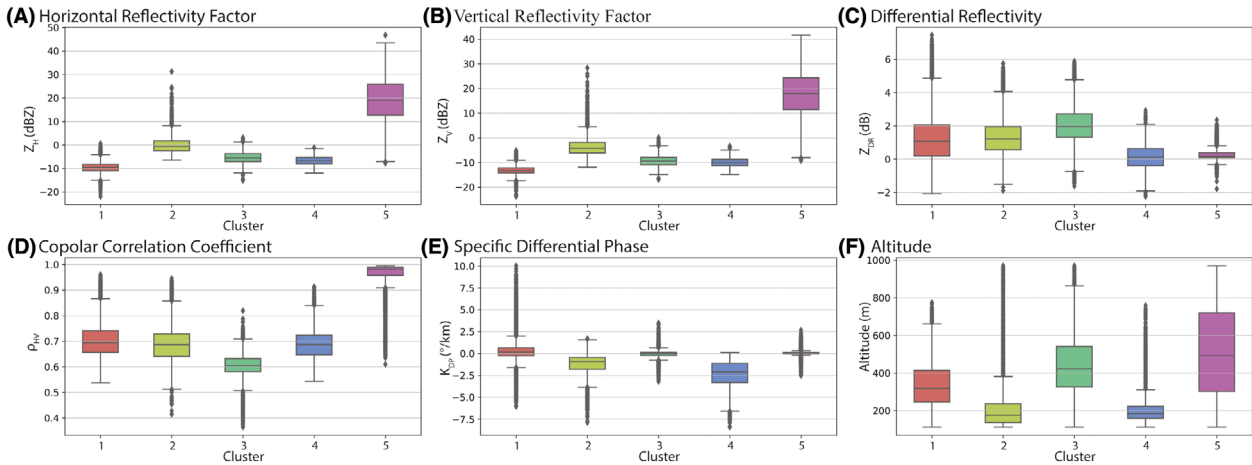 (A) Horizontal Reflectivity Factor
50
40
30
20
10
0
−10
−20
Z_H (dBZ)
1 2 3 4 5
Cluster
(B) Vertical Reflectivity Factor
40
30
20
10
0
−10
−20
Z_V (dBZ)
1 2 3 4 5
Cluster
(C) Differential Reflectivity
6
4
2
0
−2
Z_DR (dB)
1 2 3 4 5
Cluster
(D) Copolar Correlation Coefficient
1.0
0.9
0.8
0.7
0.6
0.5
0.4
ρ_HV
1 2 3 4 5
Cluster
(E) Specific Differential Phase
10.0
7.5
5.0
2.5
0.0
−2.5
−5.0
−7.5
K_DP (°/km)
1 2 3 4 5
Cluster
(F) Altitude
1000
800
600
400
200
Altitude (m)
1 2 3 4 5
Cluster